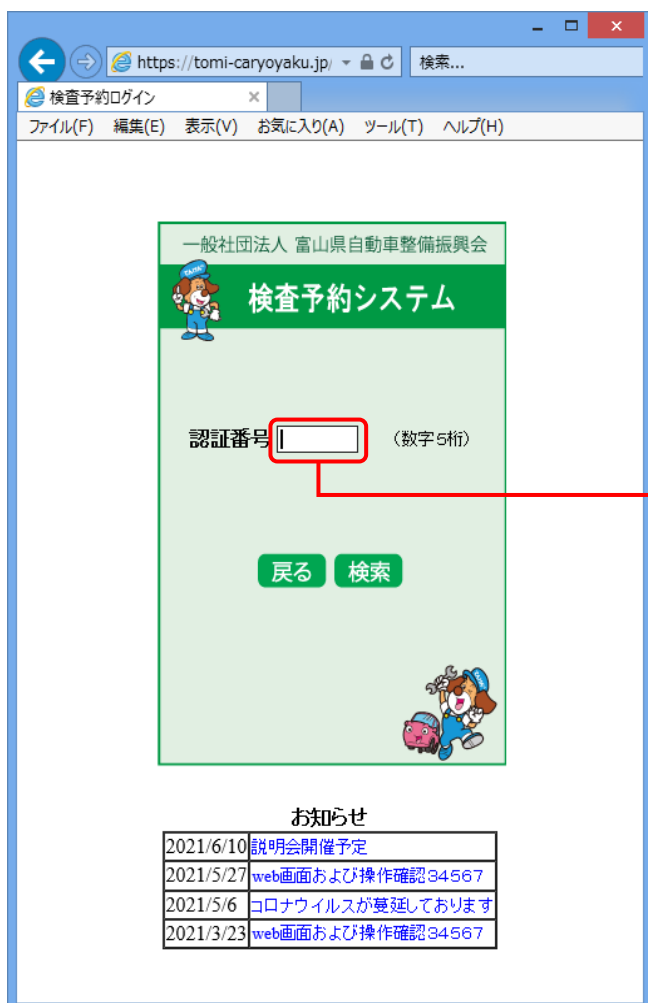 https://tomi-caryoyaku.jp/
検索...
検査予約ログイン
ファイル(F) 編集(E) 表示(V) お気に入り(A) ツール(T) ヘルプ(H)
一般社団法人 富山県自動車整備振興会
検査予約システム
認証番号 (数字5桁)
戻る 検索
お知らせ
2021/6/10 説明会開催予定
2021/5/27 web画面および操作確認34567
2021/5/6 コロナウイルスが蔓延しております
2021/3/23 web画面および操作確認34567